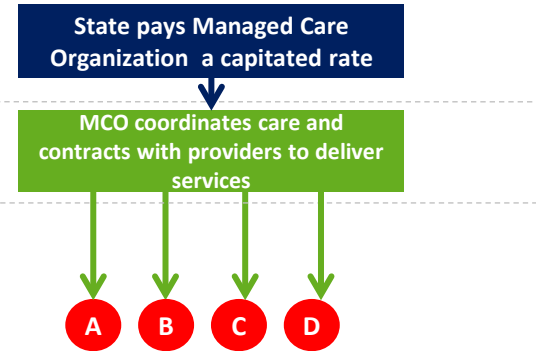 State pays Managed Care
Organization  a capitated rate
MCO coordinates care and
contracts with providers to deliver
services
A B C D